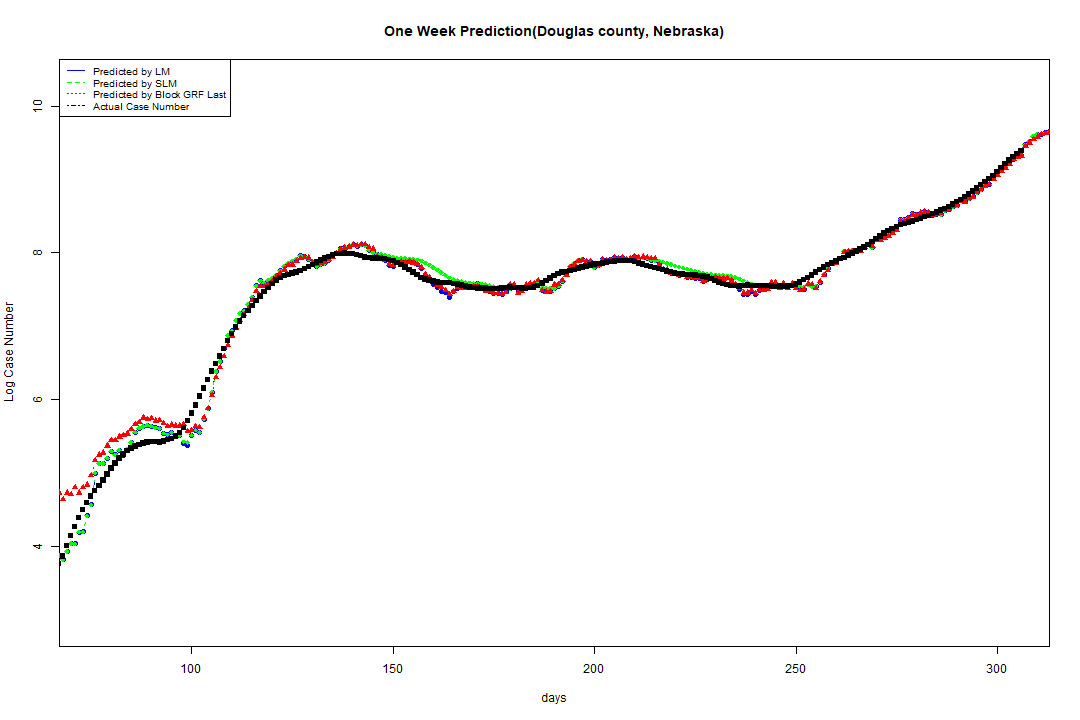 One Week Prediction(Douglas county, Nebraska)
Predicted by LM
Predicted by SLM
Predicted by Block GRF Last
Actual Case Number
10
8
6
4
Log Case Number
100 150 200 250 300
days